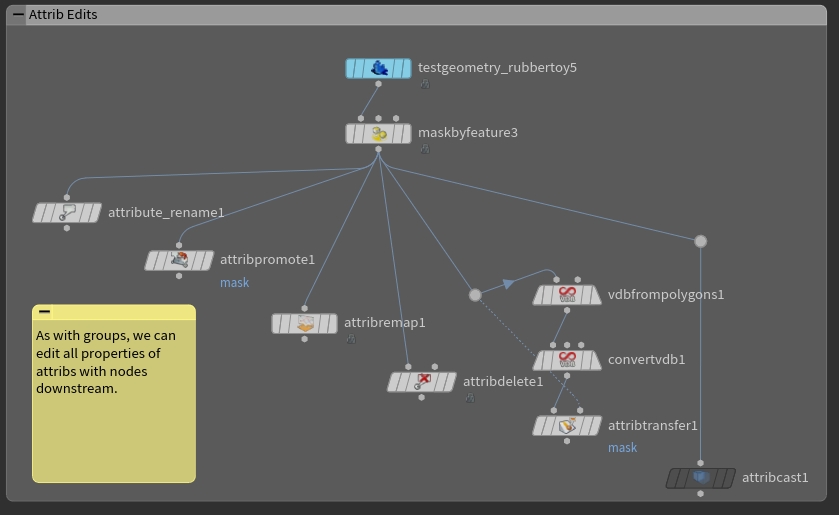 Attrib Edits
testgeometry_rubbertoy5
maskbyfeature3
attribute_rename1
attribpromote1
mask
vdbfrompolygons1
attribremap1
As with groups, we can
edit all properties of
attribs with nodes
downstream.
convertvdb1
attribdelete1
attribtransfer1
mask
attribcast1